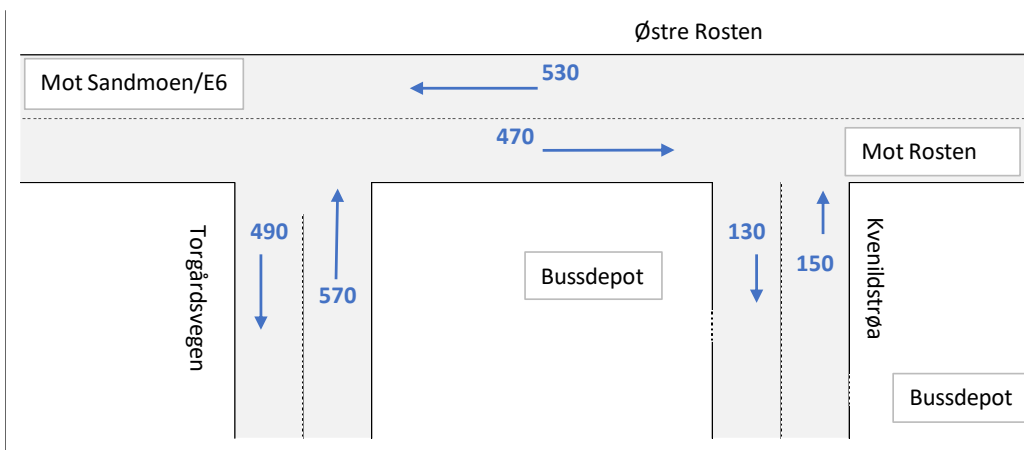 Østre Rosten
Mot Sandmoen/E6
530
470
Mot Rosten
Torgårdsvegen
490
570
Bussdepot
130
150
Kvenildstrøa
Bussdepot